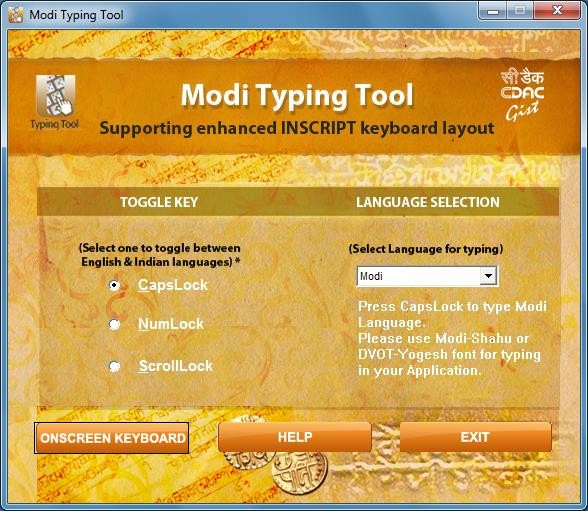 Modi Typing Tool
Modi Typing Tool
सी डैक
CDAC
Gist
Typing Tool
Supporting enhanced INSCRIPT keyboard layout
TOGGLE KEY
LANGUAGE SELECTION
(Select one to toggle between
English & Indian languages) *
(Select Language for typing)
CapsLock
Modi
NumLock
Press CapsLock to type Modi
Language.
Please use Modi-Shahu or
DVOT-Yogesh font for typing
in your Application.
ScrollLock
ONSCREEN KEYBOARD
HELP
EXIT